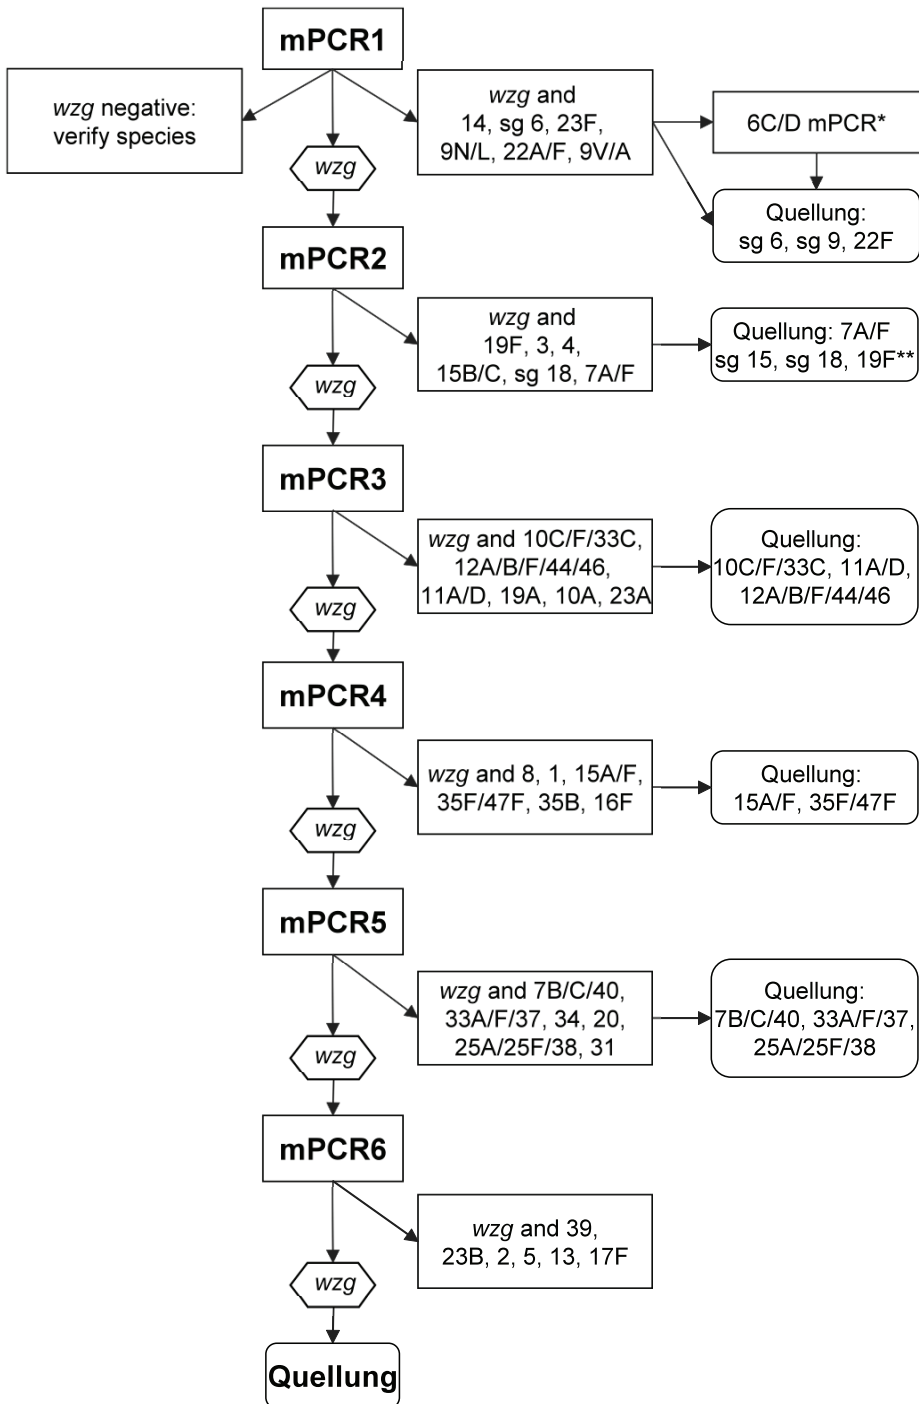 mPCR1
wzg negative:
verify species
wzg and
14, sg 6, 23F,
9N/L, 22A/F, 9V/A
6C/D mPCR*
wzg
Quellung:
sg 6, sg 9, 22F
mPCR2
wzg and
19F, 3, 4,
15B/C, sg 18, 7A/F
Quellung: 7A/F
sg 15, sg 18, 19F**
wzg
mPCR3
wzg and 10C/F/33C,
12A/B/F/44/46,
11A/D, 19A, 10A, 23A
Quellung:
10C/F/33C, 11A/D,
12A/B/F/44/46
wzg
mPCR4
wzg and 8, 1, 15A/F,
35F/47F, 35B, 16F
Quellung:
15A/F, 35F/47F
wzg
mPCR5
wzg and 7B/C/40,
33A/F/37, 34, 20,
25A/25F/38, 31
Quellung:
7B/C/40, 33A/F/37,
25A/25F/38
wzg
mPCR6
wzg and 39,
23B, 2, 5, 13, 17F
wzg
Quellung